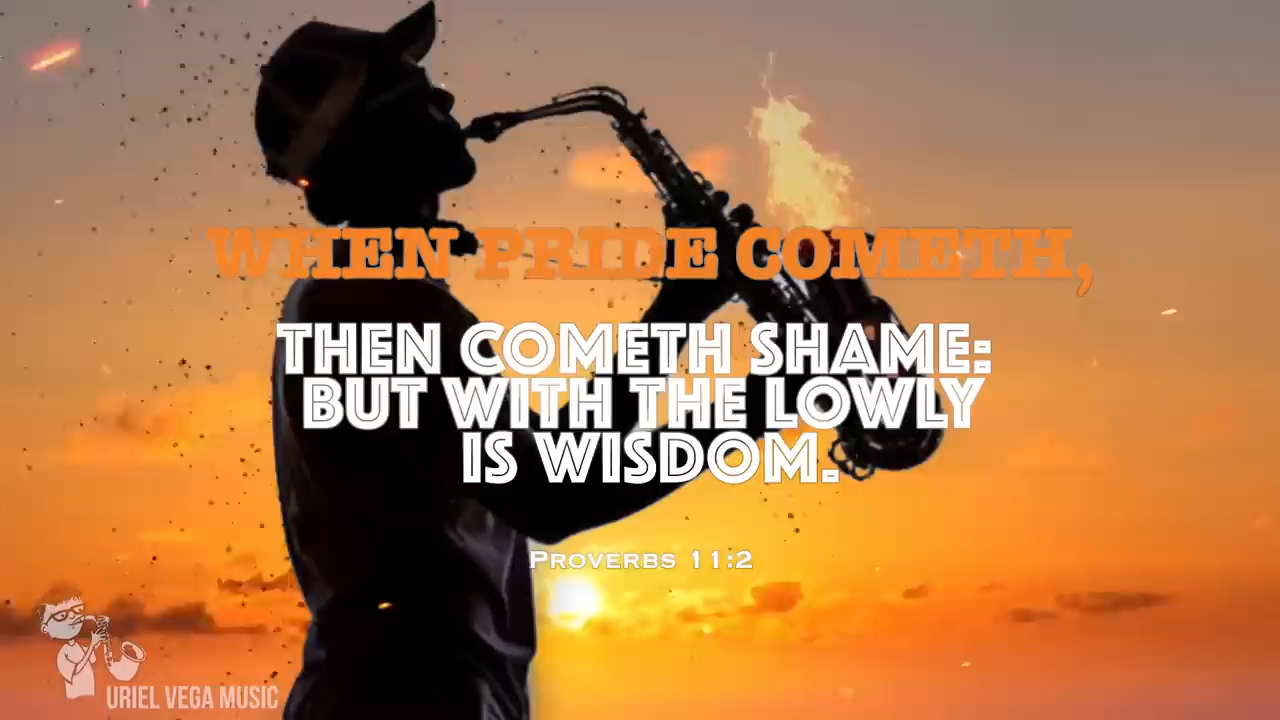 WHEN PRIDE COMETH,
THEN COMETH SHAME:
BUT WITH THE LOWLY
IS WISDOM.
PROVERBS 11:2
URIEL VEGA MUSIC